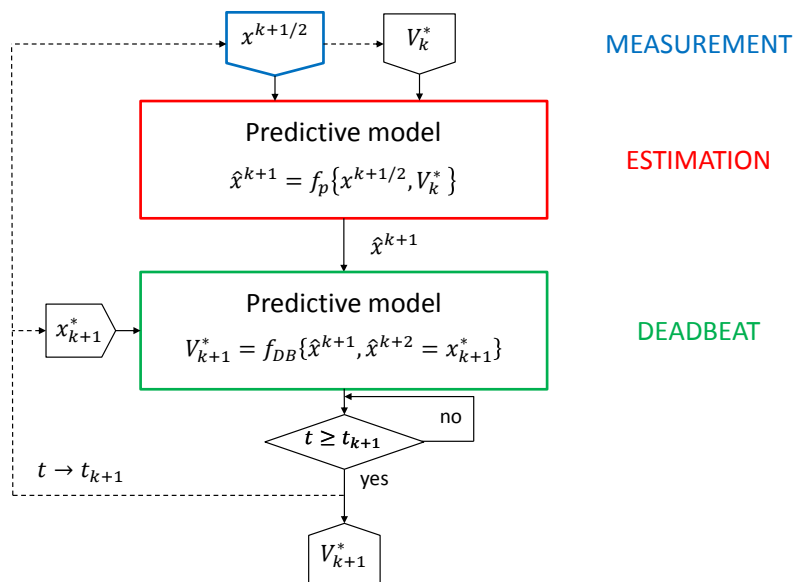 x^{k+1/2}
V_k^*
MEASUREMENT
Predictive model
x̂^{k+1} = f_p{x^{k+1/2}, V_k^*}
ESTIMATION
x̂^{k+1}
x_{k+1}^*
Predictive model
V_{k+1}^* = f_{DB}{x̂^{k+1}, x̂^{k+2} = x_{k+1}^*}
DEADBEAT
no
t ≥ t_{k+1}
t → t_{k+1}
yes
V_{k+1}^*